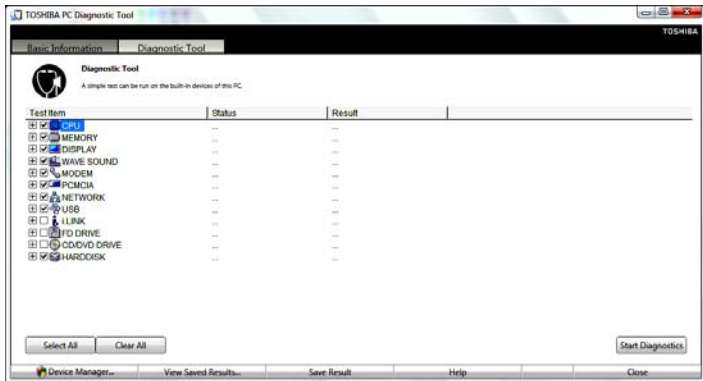 TOSHIBA PC Diagnostic Tool
TOSHIBA
Basic Information Diagnostic Tool
Diagnostic Tool
A simple test can be run on the built-in devices of this PC.
Test Item Status Result
CPU ... ...
MEMORY ... ...
DISPLAY ... ...
WAVE SOUND ... ...
MODEM ... ...
PCMCIA ... ...
NETWORK ... ...
USB ... ...
i.LINK ... ...
FD DRIVE ... ...
CD/DVD DRIVE ... ...
HARDDISK ... ...
Select All Clear All Start Diagnostics
Device Manager... View Saved Results... Save Result Help Close